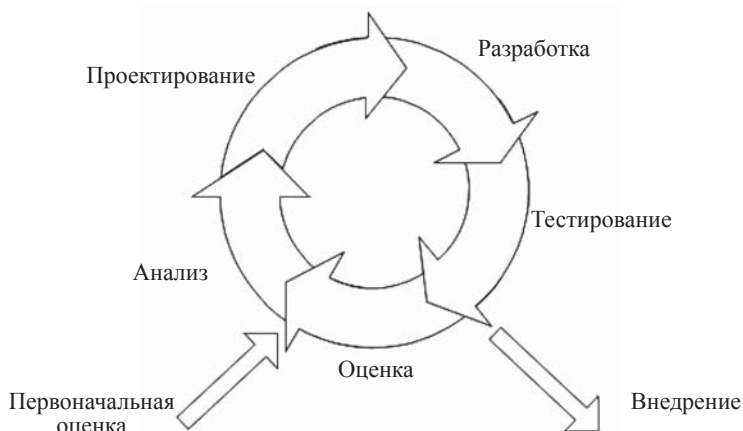 Разработка
Проектирование
Тестирование
Анализ
Оценка
Первоначальная
оценка
Внедрение